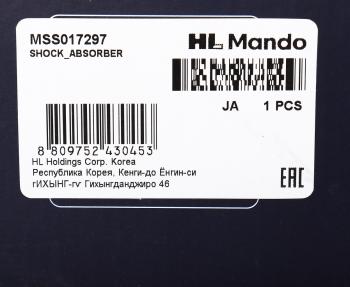 MSS017297
SHOCK_ABSORBER
HL Mando
JA 1 PCS
8 809752 430453
HL Holdings Corp. Korea
Республика Корея, Кенги-до Ёнгин-си
гИХЫНГ-гу Гихынгданджиро 46
EAC